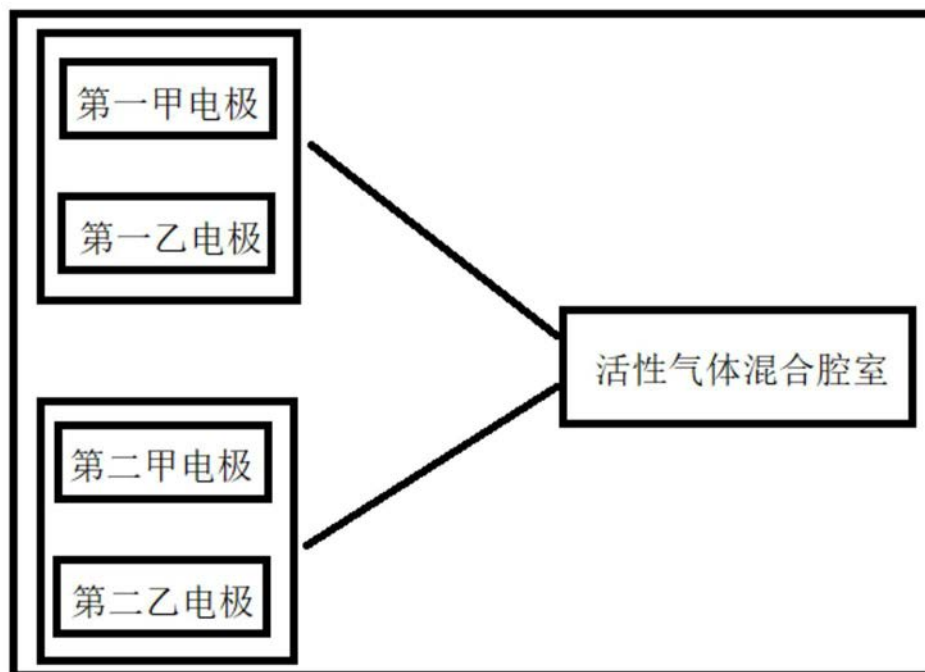 第一甲电极
第一乙电极
活性气体混合腔室
第二甲电极
第二乙电极